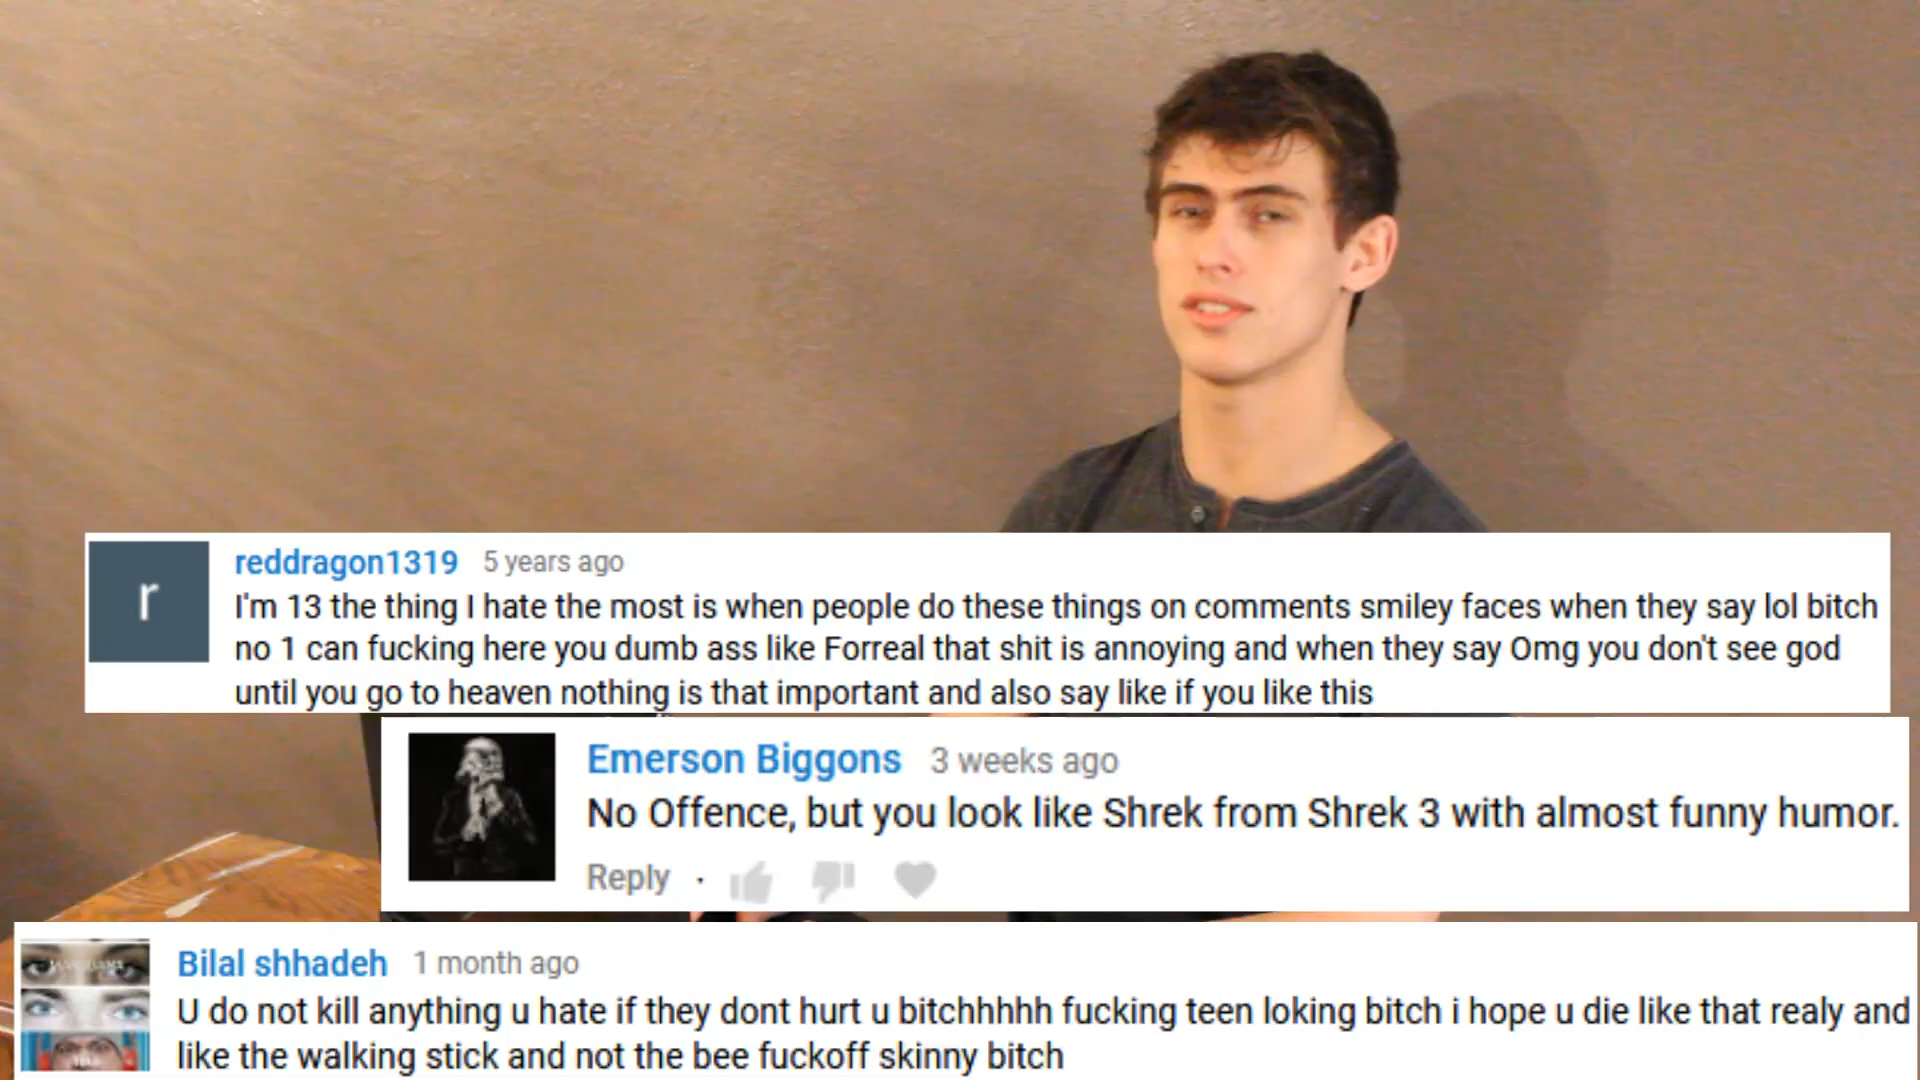 r
reddragon1319 5 years ago
I'm 13 the thing I hate the most is when people do these things on comments smiley faces when they say lol bitch
no 1 can fucking here you dumb ass like Forreal that shit is annoying and when they say Omg you don't see god
until you go to heaven nothing is that important and also say like if you like this
Emerson Biggons 3 weeks ago
No Offence, but you look like Shrek from Shrek 3 with almost funny humor.
Reply ·
Bilal shhadeh 1 month ago
U do not kill anything u hate if they dont hurt u bitchhhhh fucking teen loking bitch i hope u die like that realy and
like the walking stick and not the bee fuckoff skinny bitch